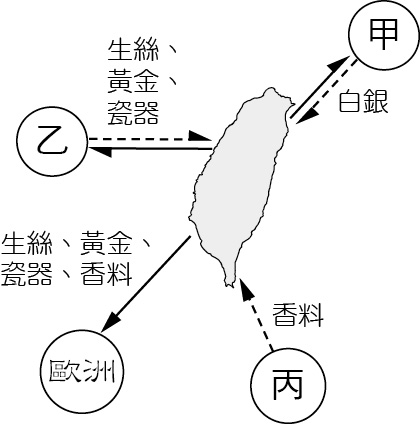 甲
白銀
生絲、
黃金、
瓷器
乙
生絲、黃金、
瓷器、香料
歐洲
香料
丙